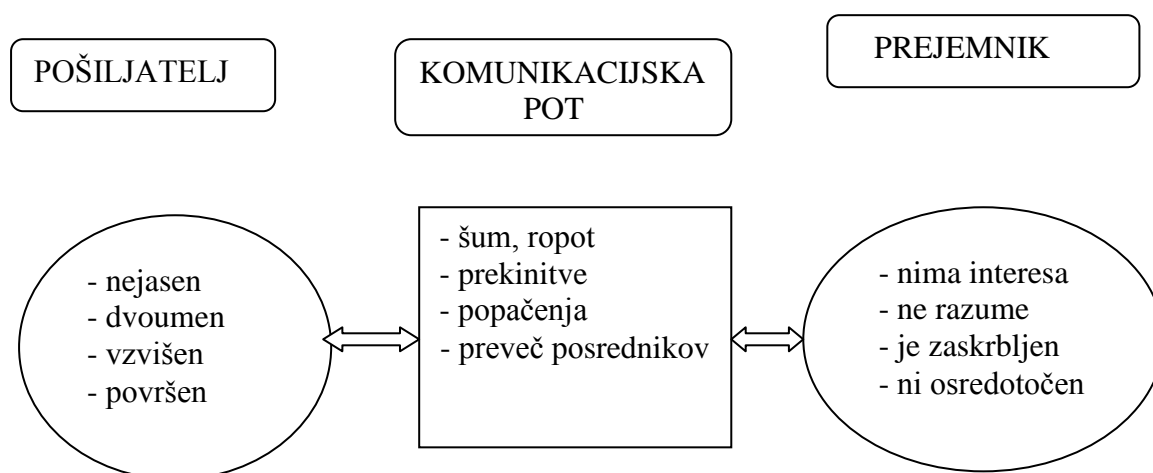 POŠILJATELJ
KOMUNIKACIJSKA
POT
PREJEMNIK
- nejasen
- dvoumen
- vzvišen
- površen
- šum, ropot
- prekinitve
- popačenja
- preveč posrednikov
- nima interesa
- ne razume
- je zaskrbljen
- ni osredotočen